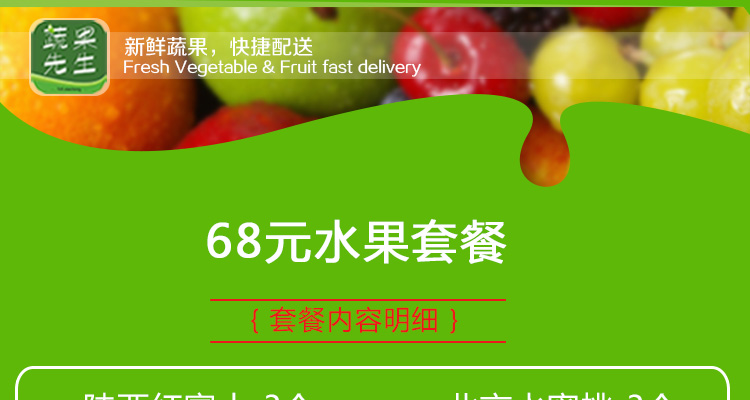 蔬果
先生
新鲜蔬果，快捷配送
Fresh Vegetable & Fruit fast delivery
68元水果套餐
{ 套餐内容明细 }